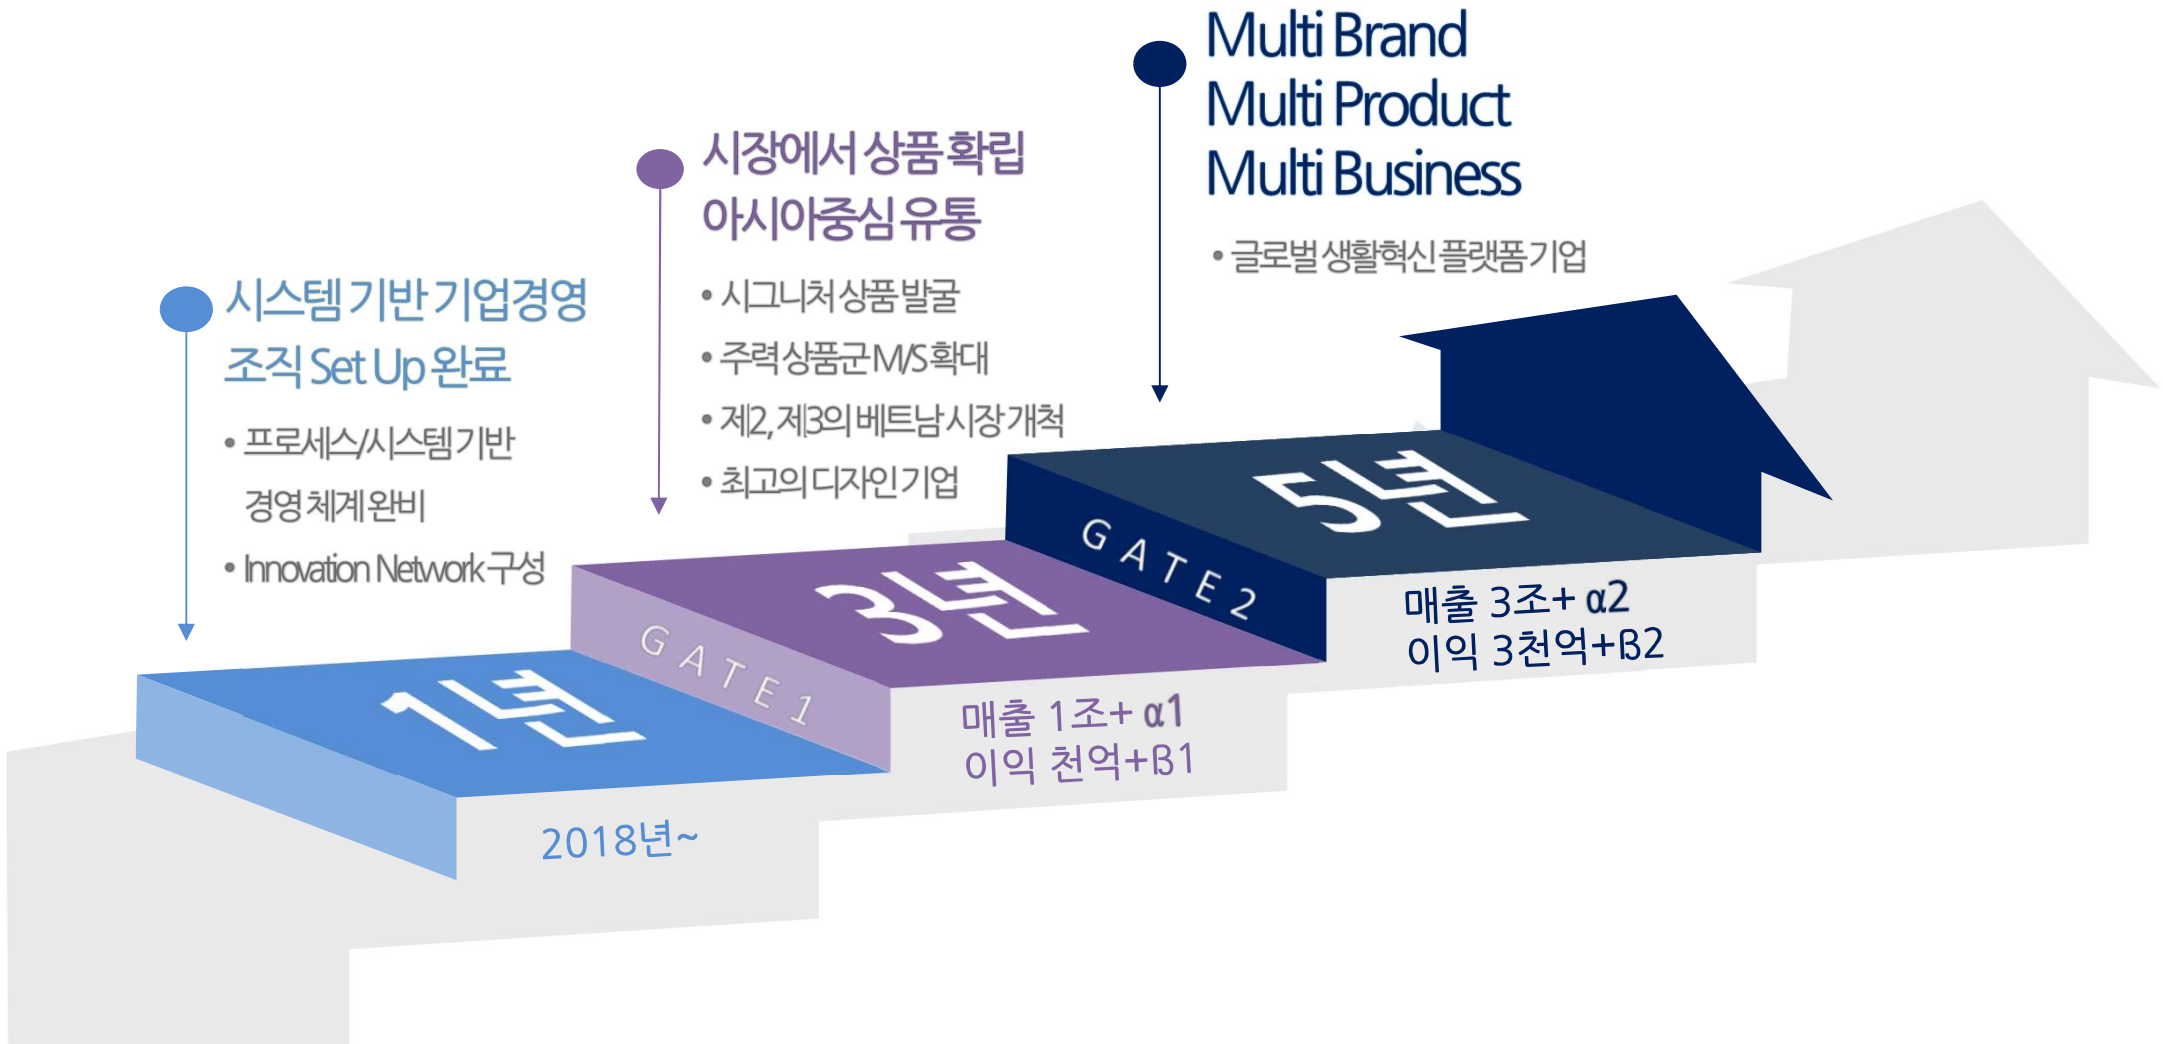 시스템 기반 기업경영
조직 Set Up 완료
• 프로세스/시스템 기반
경영 체계 완비
• Innovation Network 구성
1년
2018년~
시장에서 상품 확립
아시아중심 유통
• 시그니처 상품 발굴
• 주력 상품군 M/S 확대
• 제2, 제3의 베트남 시장 개척
• 최고의 디자인 기업
GATE 1
3년
매출 1조+ α1
이익 천억+ß1
Multi Brand
Multi Product
Multi Business
• 글로벌 생활혁신 플랫폼 기업
GATE 2
5년
매출 3조+ α2
이익 3천억+ß2